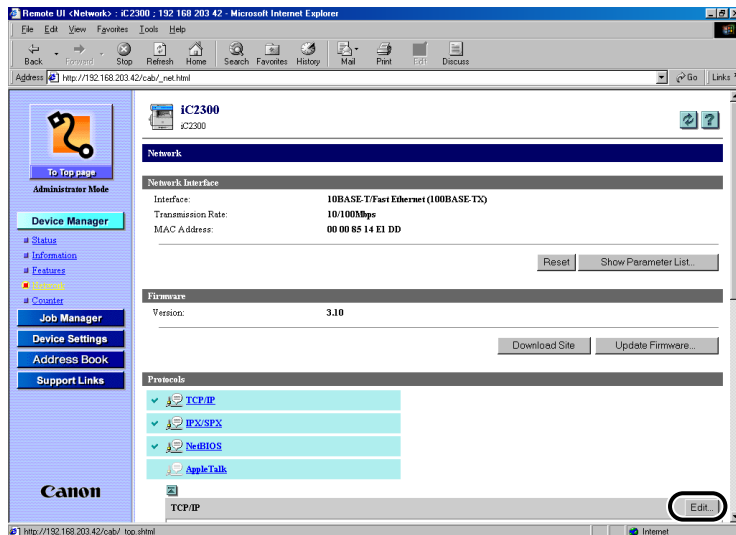 Remote UI <Network> : iC2300 : 192 168 203 42 - Microsoft Internet Explorer
File Edit View Favorites Tools Help
Back Forward Stop Refresh Home Search Favorites History Mail Print Edit Discuss
Address http://192.168.203.42/cab/_net.html Go Links
iC2300
iC2300
To Top page
Administrator Mode
Device Manager
Status
Information
Features
Network
Counter
Job Manager
Device Settings
Address Book
Support Links
Canon
Network
Network Interface
Interface: 10BASE-T/Fast Ethernet (100BASE-TX)
Transmission Rate: 10/100Mbps
MAC Address: 00 00 85 14 E1 DD
Reset Show Parameter List...
Firmware
Version: 3.10
Download Site Update Firmware...
Protocols
TCP/IP
IPX/SPX
NetBIOS
AppleTalk
TCP/IP Edit...
http://192.168.203.42/cab/_top.shtml Internet